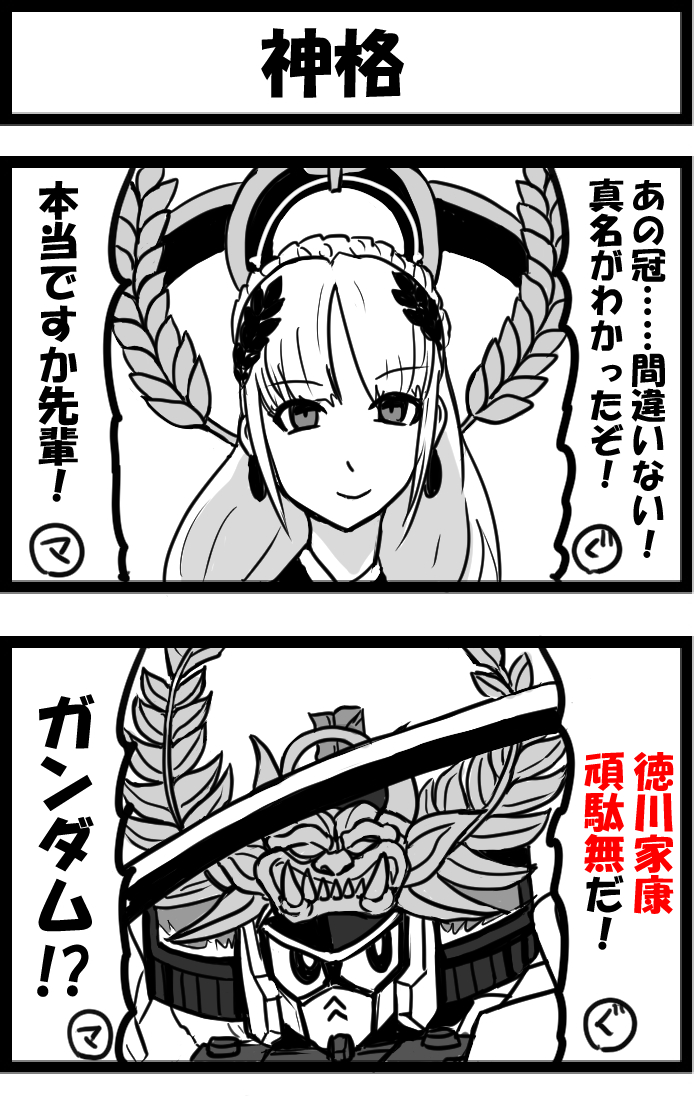 神格
あの冠……間違いない！
真名がわかったぞ！
ぐ
本当ですか先輩！
マ
徳川家康
頑駄無だ！
ぐ
ガンダム!?
マ